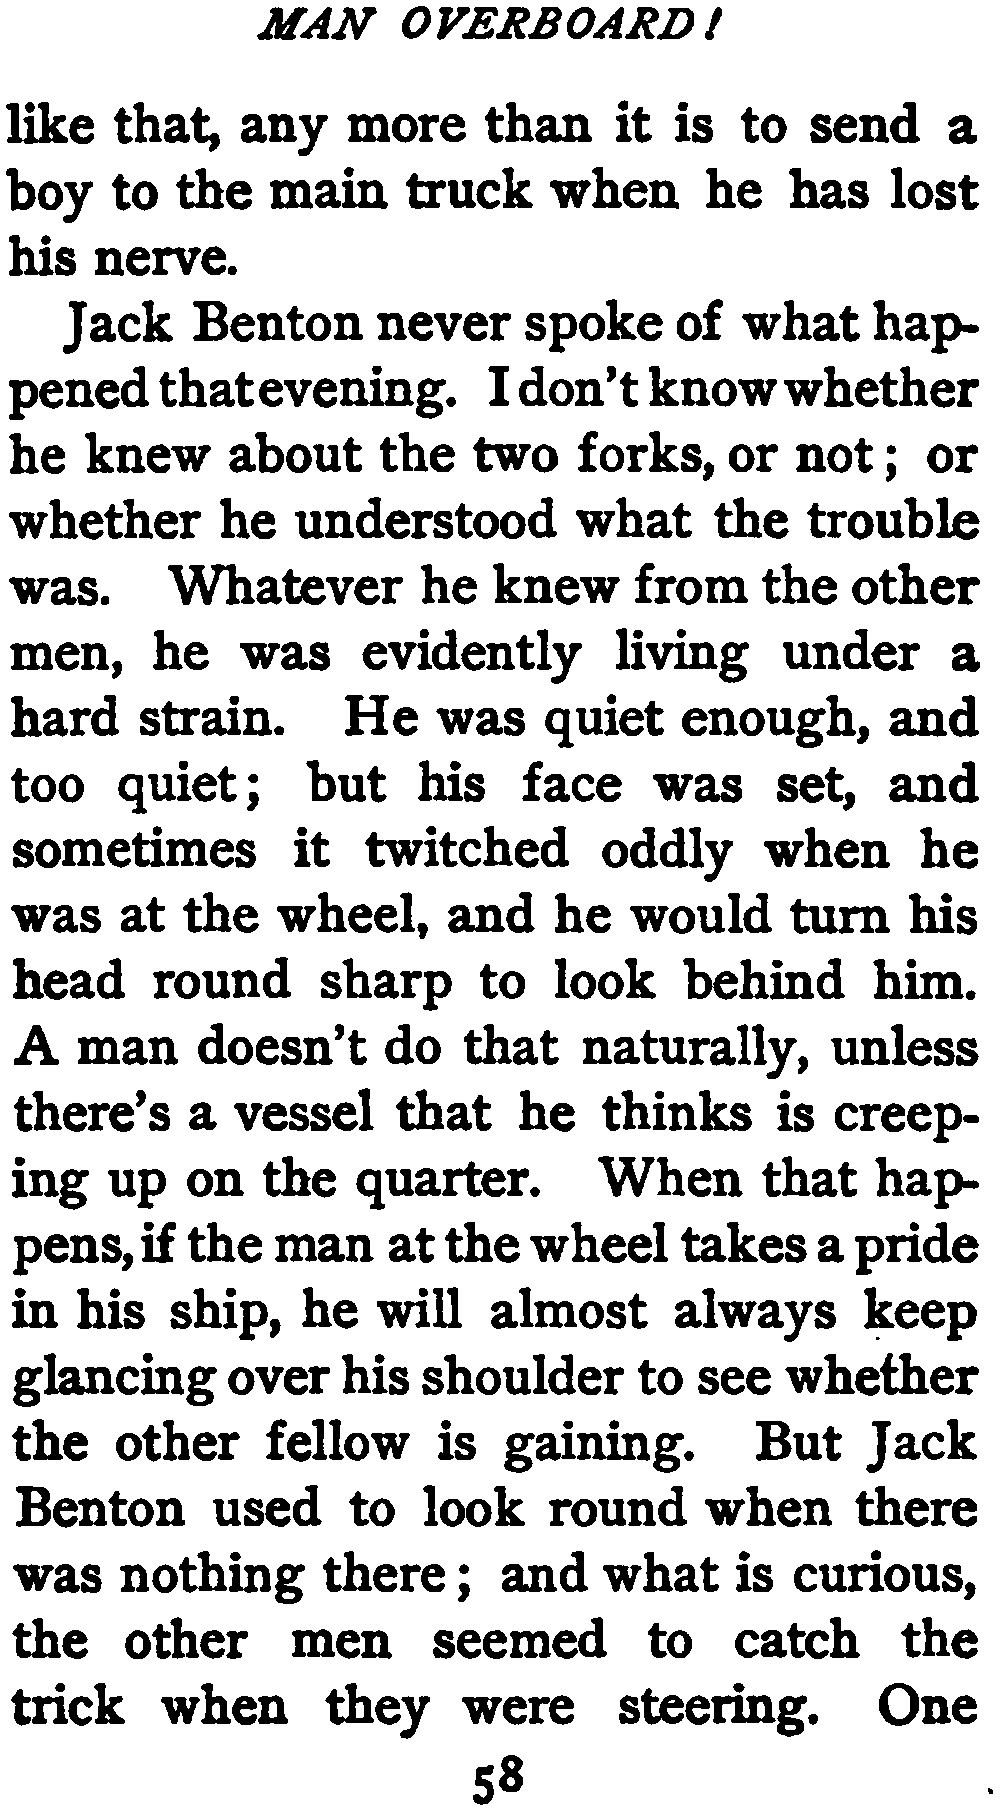 MAN OVERBOARD!
like that, any more than it is to send a
boy to the main truck when he has lost
his nerve.
Jack Benton never spoke of what hap-
pened that evening. I don't know whether
he knew about the two forks, or not; or
whether he understood what the trouble
was. Whatever he knew from the other
men, he was evidently living under a
hard strain. He was quiet enough, and
too quiet; but his face was set, and
sometimes it twitched oddly when he
was at the wheel, and he would turn his
head round sharp to look behind him.
A man doesn't do that naturally, unless
there's a vessel that he thinks is creep-
ing up on the quarter. When that hap-
pens, if the man at the wheel takes a pride
in his ship, he will almost always keep
glancing over his shoulder to see whether
the other fellow is gaining. But Jack
Benton used to look round when there
was nothing there; and what is curious,
the other men seemed to catch the
trick when they were steering. One
58